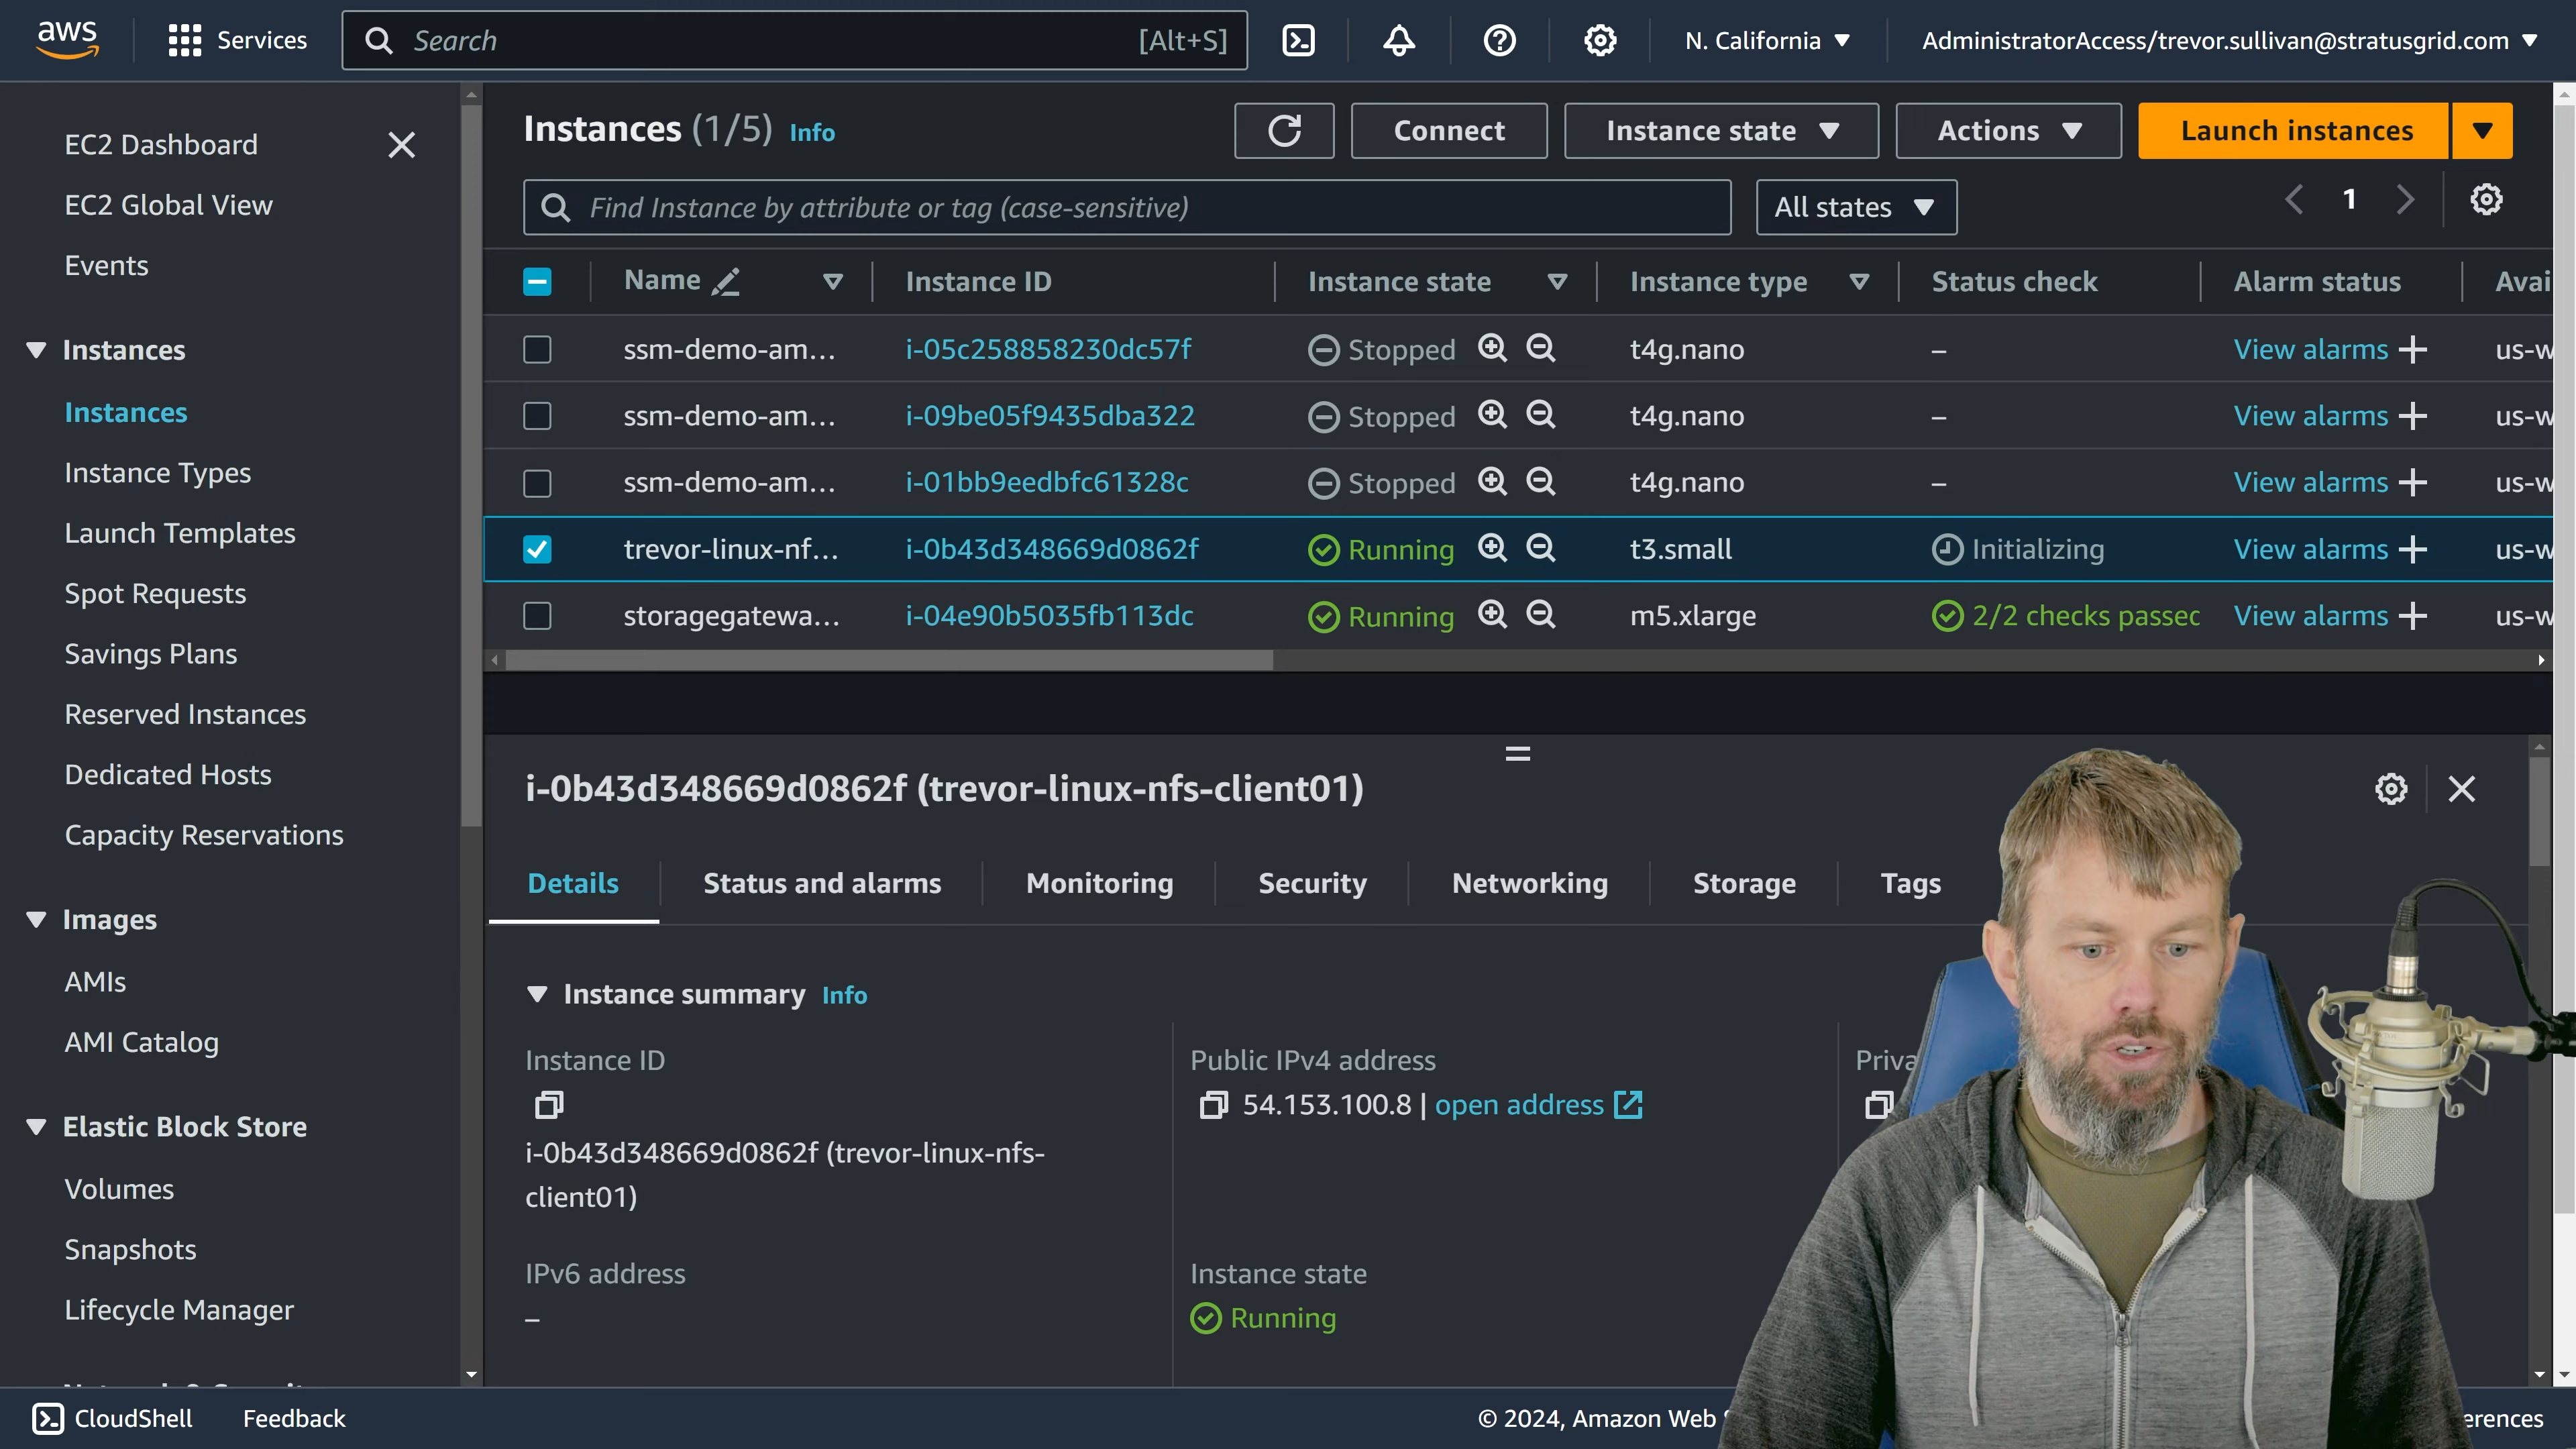 aws
Services
Search
[Alt+S]
N. California
AdministratorAccess/trevor.sullivan@stratusgrid.com
EC2 Dashboard
EC2 Global View
Events
Instances
Instances
Instance Types
Launch Templates
Spot Requests
Savings Plans
Reserved Instances
Dedicated Hosts
Capacity Reservations
Images
AMIs
AMI Catalog
Elastic Block Store
Volumes
Snapshots
Lifecycle Manager
Instances (1/5) Info
Connect
Instance state
Actions
Launch instances
Find Instance by attribute or tag (case-sensitive)
All states
1
Name Instance ID Instance state Instance type Status check Alarm status Avai
ssm-demo-am... i-05c258858230dc57f Stopped t4g.nano – View alarms + us-w
ssm-demo-am... i-09be05f9435dba322 Stopped t4g.nano – View alarms + us-w
ssm-demo-am... i-01bb9eedbfc61328c Stopped t4g.nano – View alarms + us-w
trevor-linux-nf... i-0b43d348669d0862f Running t3.small Initializing View alarms + us-w
storagegatewa... i-04e90b5035fb113dc Running m5.xlarge 2/2 checks passec View alarms + us-w
i-0b43d348669d0862f (trevor-linux-nfs-client01)
Details
Status and alarms
Monitoring
Security
Networking
Storage
Tags
Instance summary Info
Instance ID
i-0b43d348669d0862f (trevor-linux-nfs-
client01)
Public IPv4 address
54.153.100.8 | open address
Priva
IPv6 address
–
Instance state
Running
CloudShell
Feedback
© 2024, Amazon Web
erences